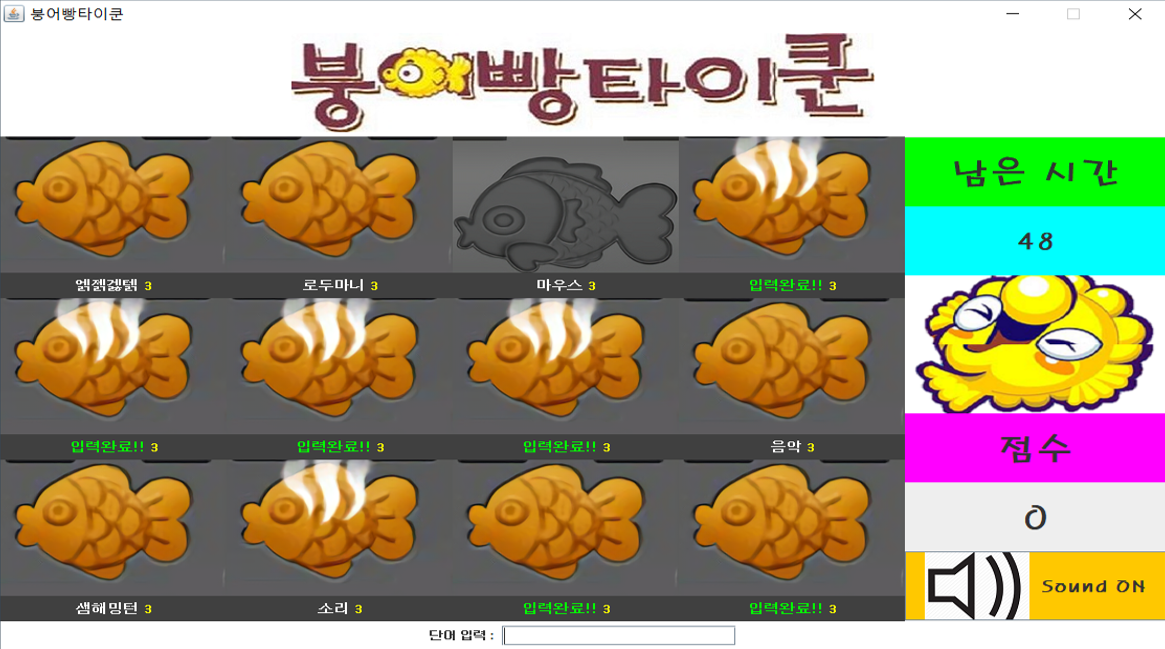 붕어빵타이쿤
붕어빵타이쿤
남은 시간
48
엚젪겛텖 3
로두마니 3
마우스 3
입력완료!! 3
입력완료!! 3
입력완료!! 3
입력완료!! 3
음악 3
점수
0
샘해밍턴 3
소리 3
입력완료!! 3
입력완료!! 3
Sound ON
단어 입력 :